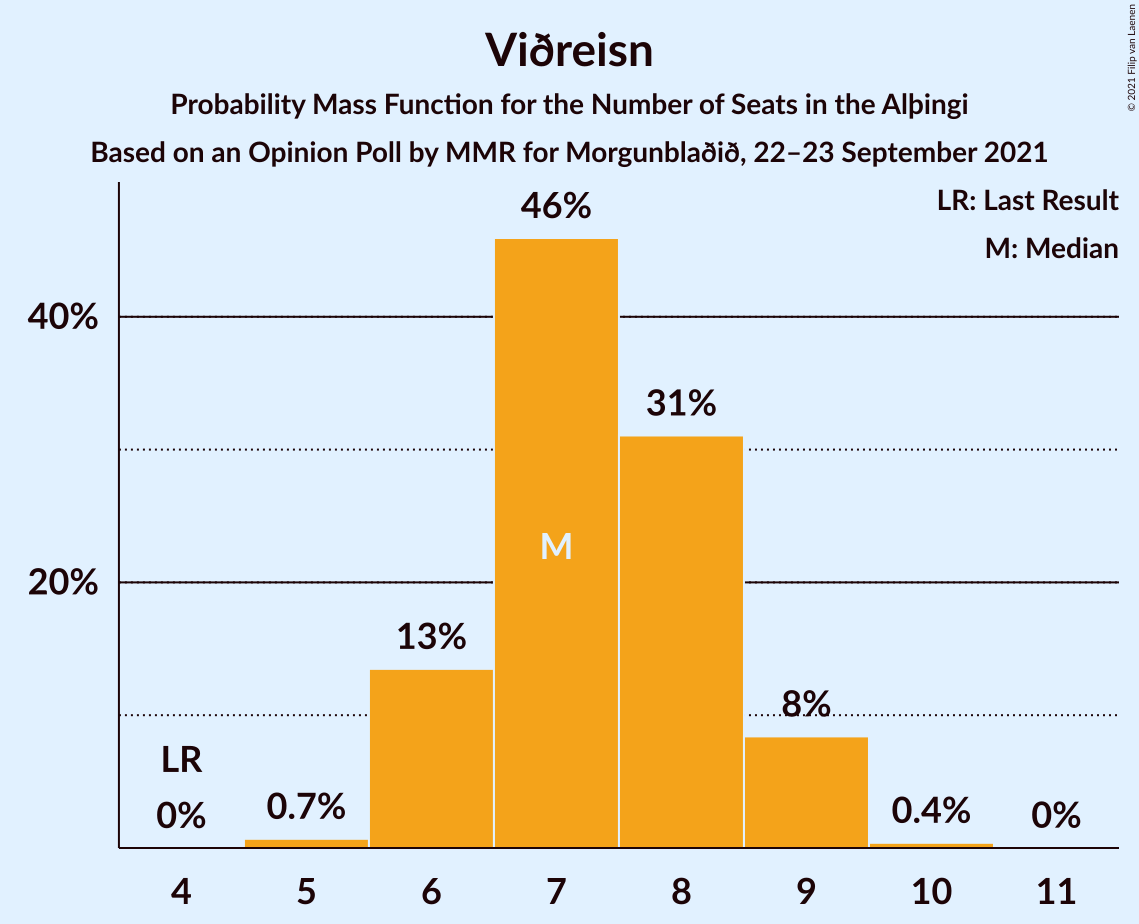 Viðreisn
Probability Mass Function for the Number of Seats in the Alþingi
Based on an Opinion Poll by MMR for Morgunblaðið, 22–23 September 2021
© 2021 Filip van Laenen
LR: Last Result
M: Median
40%
20%
LR
0%
0.7%
13%
46%
M
31%
8%
0.4%
0%
4 5 6 7 8 9 10 11